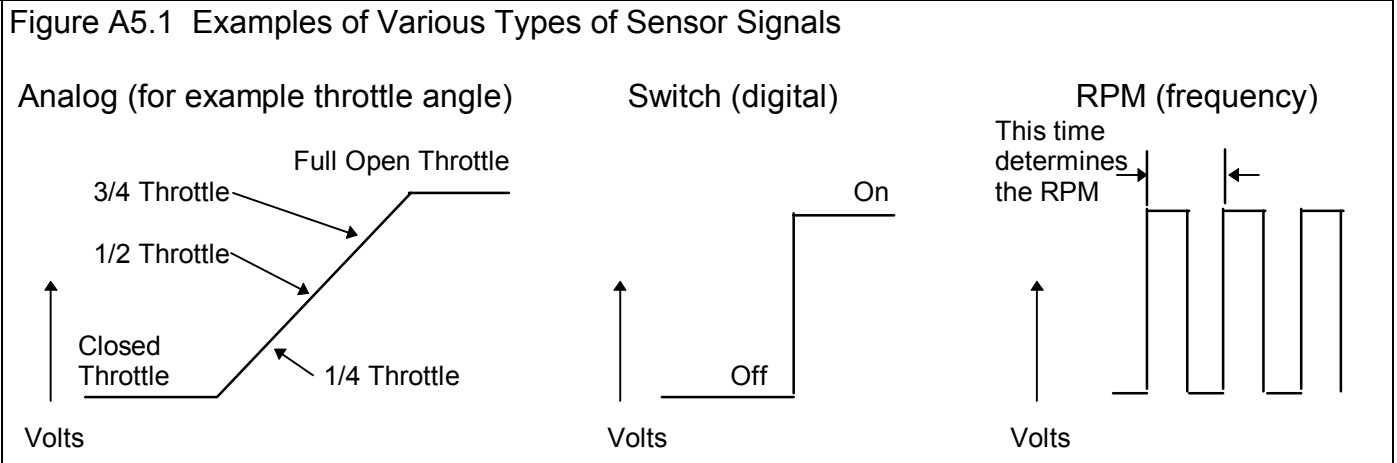 Figure A5.1 Examples of Various Types of Sensor Signals
Analog (for example throttle angle)
Full Open Throttle
3/4 Throttle
1/2 Throttle
Closed
Throttle
1/4 Throttle
Volts
Switch (digital)
On
Off
Volts
RPM (frequency)
This time
determines
the RPM
Volts